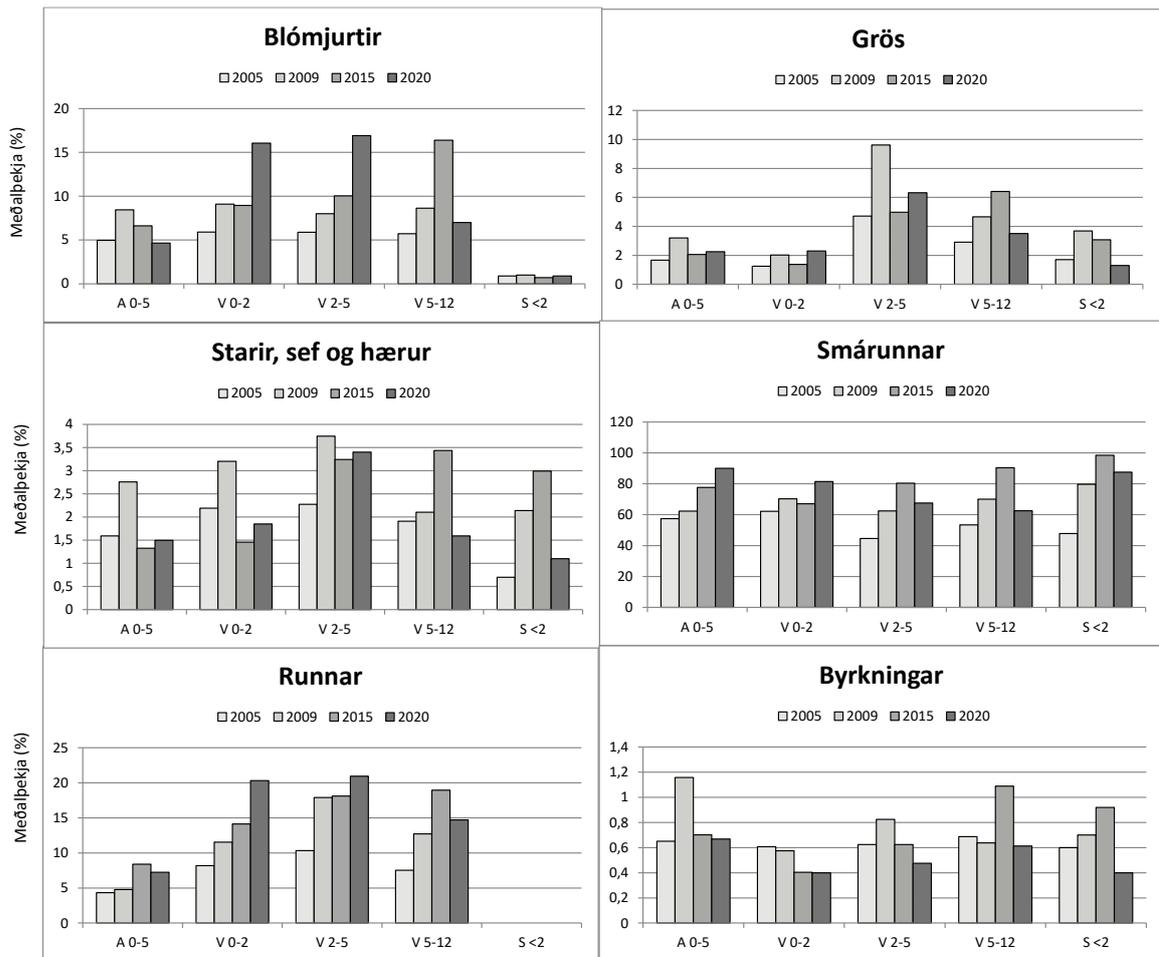 Blómjurtir
2005 2009 2015 2020
Meðalþekja (%)
20
15
10
5
0
A 0-5 V 0-2 V 2-5 V 5-12 S <2
Grös
2005 2009 2015 2020
12
10
8
6
4
2
0
A 0-5 V 0-2 V 2-5 V 5-12 S <2
Starir, sef og hærur
2005 2009 2015 2020
Meðalþekja (%)
4
3,5
3
2,5
2
1,5
1
0,5
0
A 0-5 V 0-2 V 2-5 V 5-12 S <2
Smárunnar
2005 2009 2015 2020
120
100
80
60
40
20
0
A 0-5 V 0-2 V 2-5 V 5-12 S <2
Runnar
2005 2009 2015 2020
Meðalþekja (%)
25
20
15
10
5
0
A 0-5 V 0-2 V 2-5 V 5-12 S <2
Byrkningar
2005 2009 2015 2020
1,4
1,2
1
0,8
0,6
0,4
0,2
0
A 0-5 V 0-2 V 2-5 V 5-12 S <2